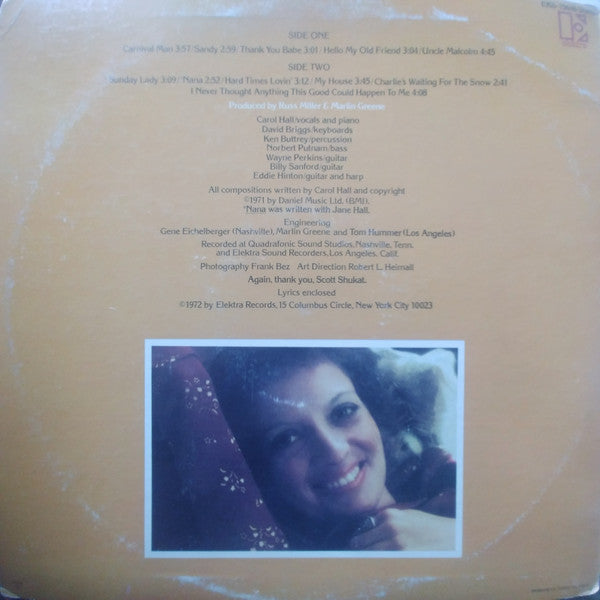 SIDE ONE
Carnival Man 3:57/Sandy 2:59/Thank You Babe 3:01/Hello My Old Friend 3:04/Uncle Malcolm 4:45
SIDE TWO
Sunday Lady 3:09/*Nana 2:52/Hard Times Lovin' 3:12/My House 3:45/Charlie's Waiting For The Snow 2:41
I Never Thought Anything This Good Could Happen To Me 4:08
Produced by Russ Miller & Marlin Greene
Carol Hall/vocals and piano
David Briggs/keyboards
Ken Buttrey/percussion
Norbert Putnam/bass
Wayne Perkins/guitar
Billy Sanford/guitar
Eddie Hinton/guitar and harp
All compositions written by Carol Hall and copyright
©1971 by Daniel Music Ltd. (BMI).
*Nana was written with Jane Hall.
Engineering
Gene Eichelberger (Nashville), Marlin Greene and Tom Hummer (Los Angeles)
Recorded at Quadrafonic Sound Studios, Nashville, Tenn.
and Elektra Sound Recorders, Los Angeles, Calif.
Photography Frank Bez Art Direction Robert L. Heimall
Again, thank you, Scott Shukat.
Lyrics enclosed
©1972 by Elektra Records, 15 Columbus Circle, New York City 10023